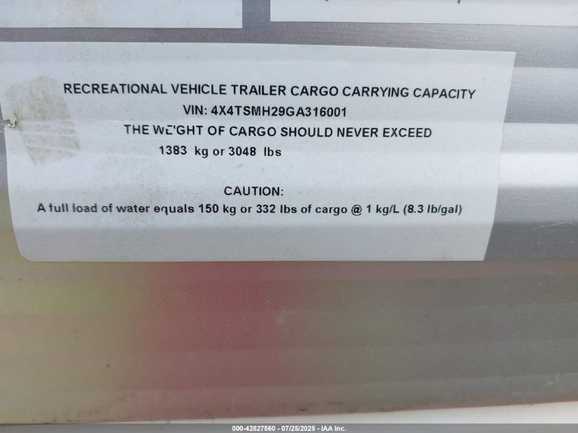 RECREATIONAL VEHICLE TRAILER CARGO CARRYING CAPACITY
VIN: 4X4TSMH29GA316001
THE WEIGHT OF CARGO SHOULD NEVER EXCEED
1383 kg or 3048 lbs
CAUTION:
A full load of water equals 150 kg or 332 lbs of cargo @ 1 kg/L (8.3 lb/gal)
000-42827660 - 07/25/2025 - IAA Inc.